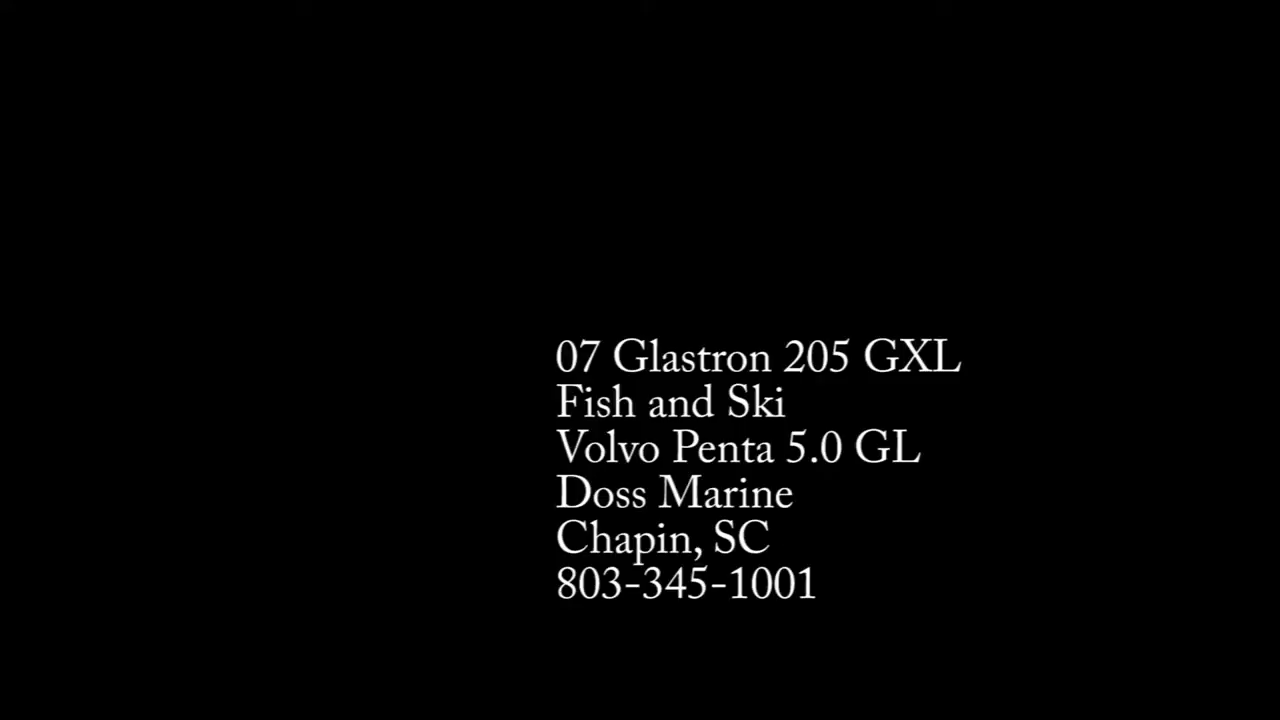 07 Glastron 205 GXL
Fish and Ski
Volvo Penta 5.0 GL
Doss Marine
Chapin, SC
803-345-1001